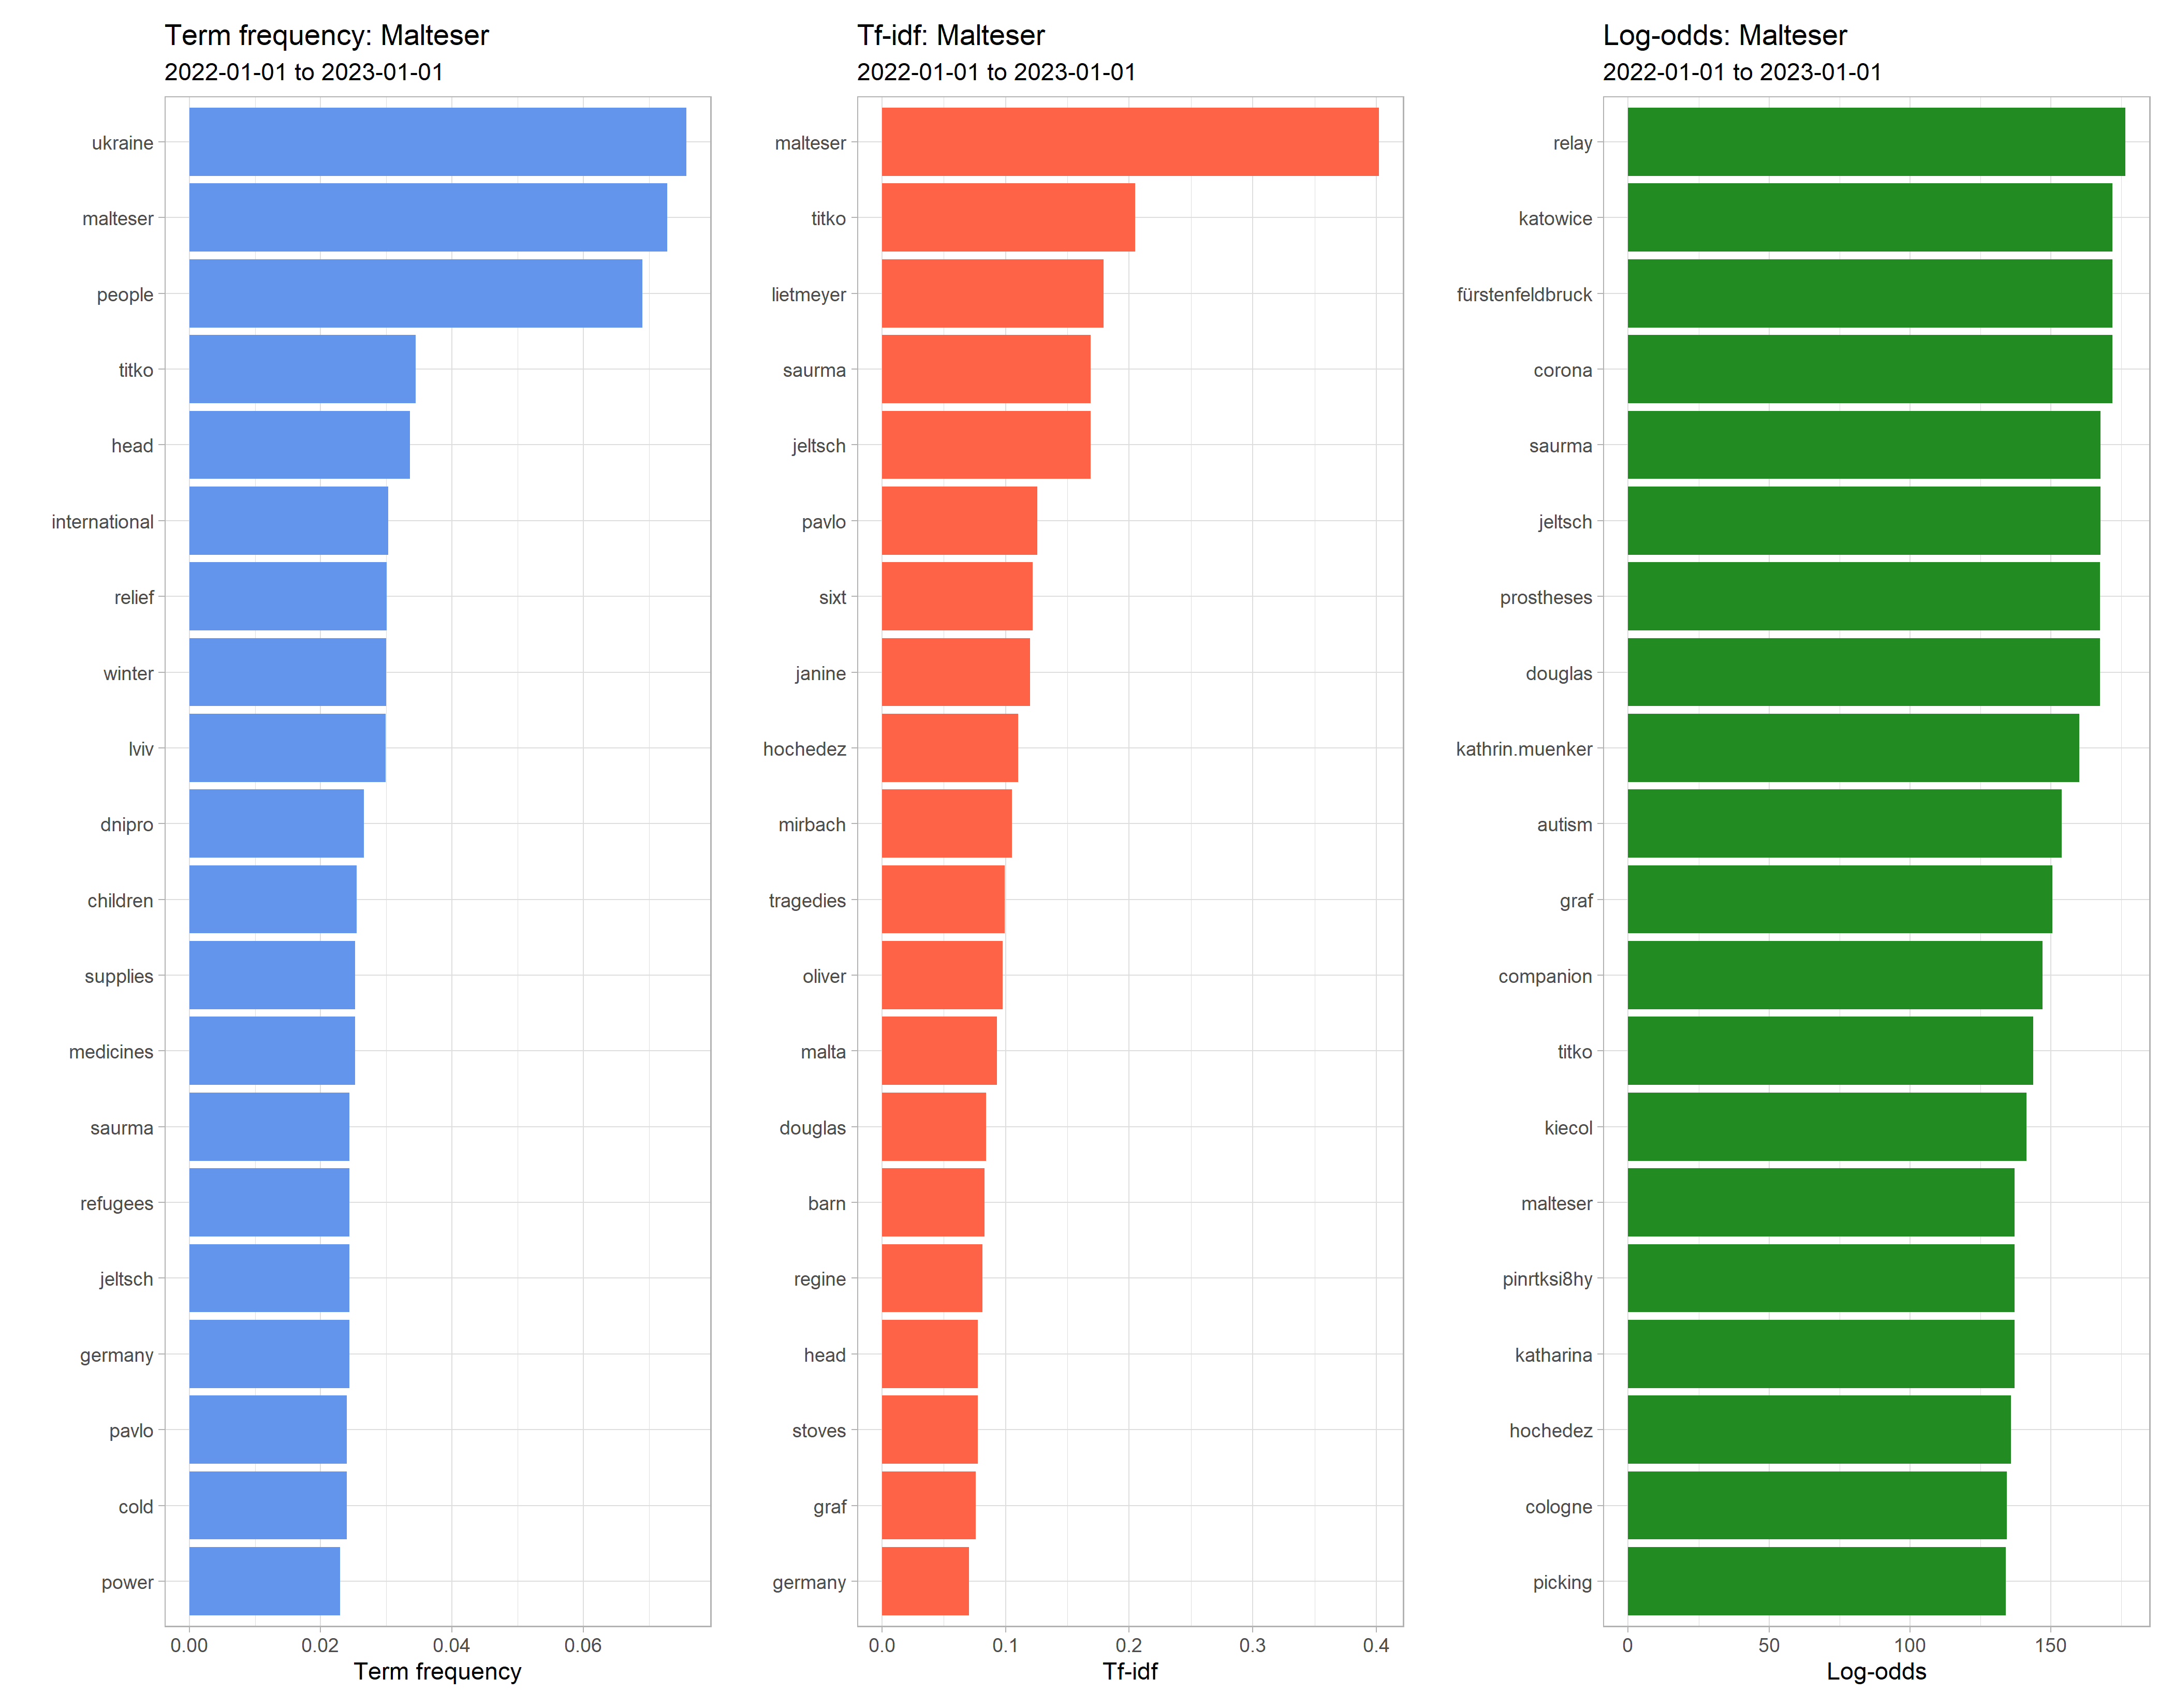 Term frequency: Malteser
2022-01-01 to 2023-01-01
ukraine
malteser
people
titko
head
international
relief
winter
lviv
dnipro
children
supplies
medicines
saurma
refugees
jeltsch
germany
pavlo
cold
power
0.00 0.02 0.04 0.06
Term frequency
Tf-idf: Malteser
2022-01-01 to 2023-01-01
malteser
titko
lietmeyer
saurma
jeltsch
pavlo
sixt
janine
hochedez
mirbach
tragedies
oliver
malta
douglas
barn
regine
head
stoves
graf
germany
0.0 0.1 0.2 0.3 0.4
Tf-idf
Log-odds: Malteser
2022-01-01 to 2023-01-01
relay
katowice
fürstenfeldbruck
corona
saurma
jeltsch
prostheses
douglas
kathrin.muenker
autism
graf
companion
titko
kiecol
malteser
pinrtksi8hy
katharina
hochedez
cologne
picking
0 50 100 150
Log-odds